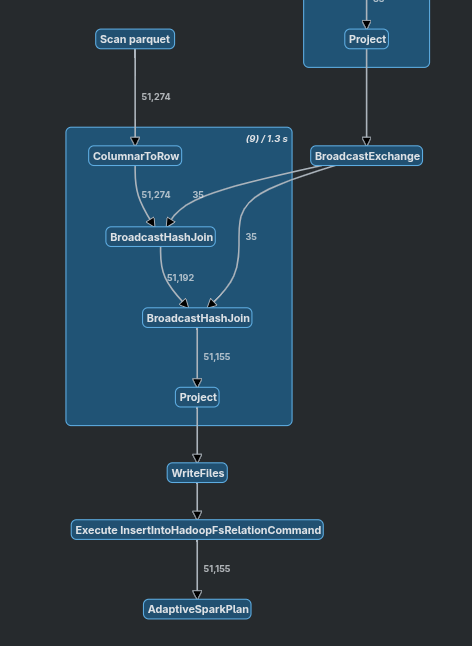 Scan parquet
Project
51,274
(9) / 1.3 s
ColumnarToRow
BroadcastExchange
51,274
35
BroadcastHashJoin
35
51,192
BroadcastHashJoin
51,155
Project
WriteFiles
Execute InsertIntoHadoopFsRelationCommand
51,155
AdaptiveSparkPlan